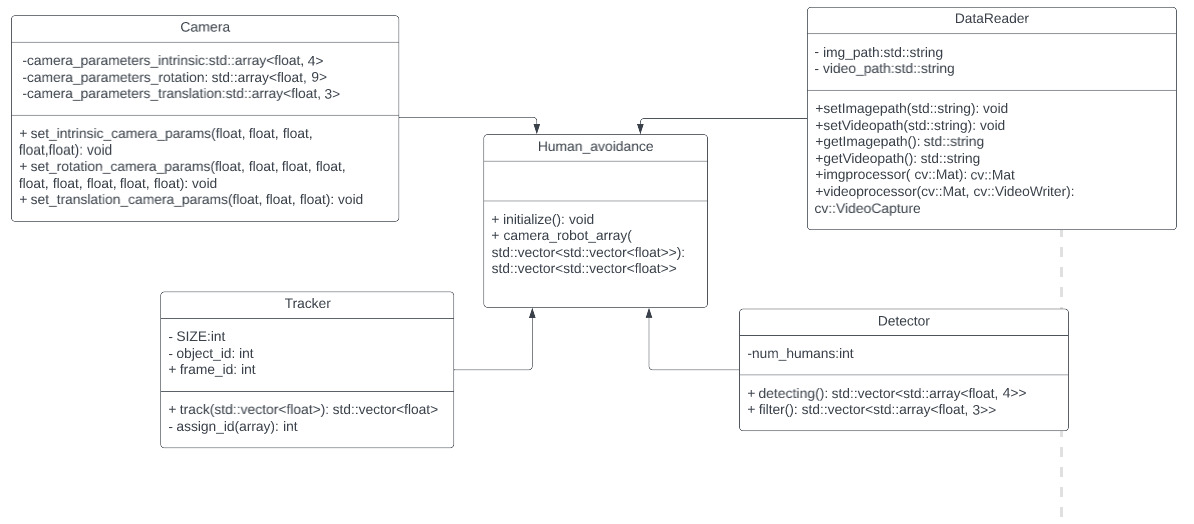 Camera
-camera_parameters_intrinsic:std::array<float, 4>
-camera_parameters_rotation: std::array<float, 9>
-camera_parameters_translation:std::array<float, 3>
+ set_intrinsic_camera_params(float, float, float,
float,float): void
+ set_rotation_camera_params(float, float, float, float,
float, float, float, float, float): void
+ set_translation_camera_params(float, float, float): void
DataReader
- img_path:std::string
- video_path:std::string
+setImagepath(std::string): void
+setVideopath(std::string): void
+getImagepath(): std::string
+getVideopath(): std::string
+imgprocessor( cv::Mat): cv::Mat
+videoprocessor(cv::Mat, cv::VideoWriter):
cv::VideoCapture
Human_avoidance
+ initialize(): void
+ camera_robot_array(
std::vector<std::vector<float>>):
std::vector<std::vector<float>>
Tracker
- SIZE:int
- object_id: int
+ frame_id: int
+ track(std::vector<float>): std::vector<float>
- assign_id(array): int
Detector
-num_humans:int
+ detecting(): std::vector<std::array<float, 4>>
+ filter(): std::vector<std::array<float, 3>>